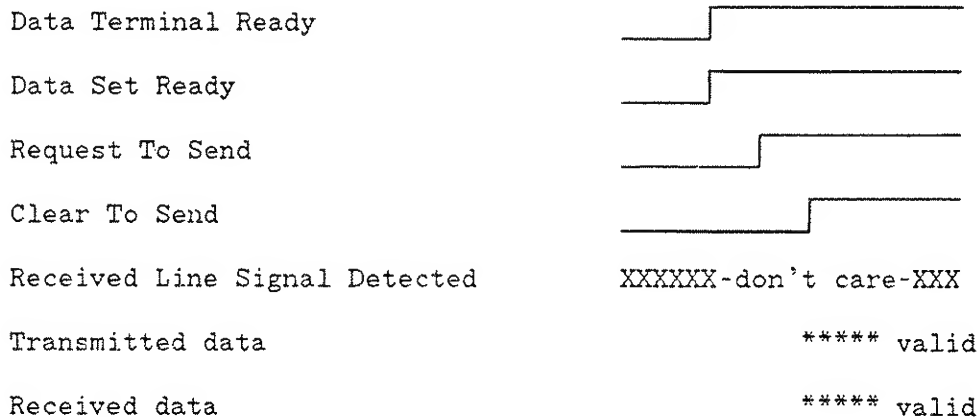 Data Terminal Ready
Data Set Ready
Request To Send
Clear To Send
Received Line Signal Detected XXXXXX-don't care-XXX
Transmitted data ***** valid
Received data ***** valid